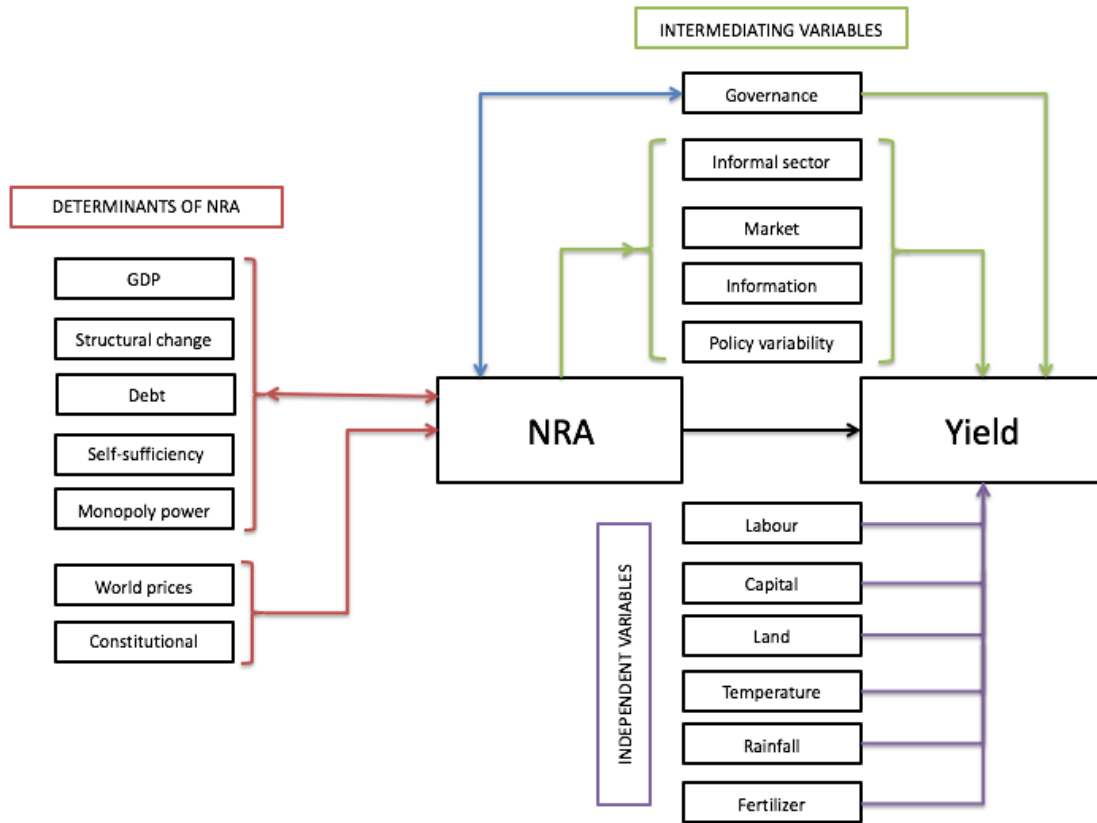 INTERMEDIATING VARIABLES
Governance
Informal sector
Market
Information
Policy variability
DETERMINANTS OF NRA
GDP
Structural change
Debt
Self-sufficiency
Monopoly power
World prices
Constitutional
NRA
Yield
INDEPENDENT VARIABLES
Labour
Capital
Land
Temperature
Rainfall
Fertilizer